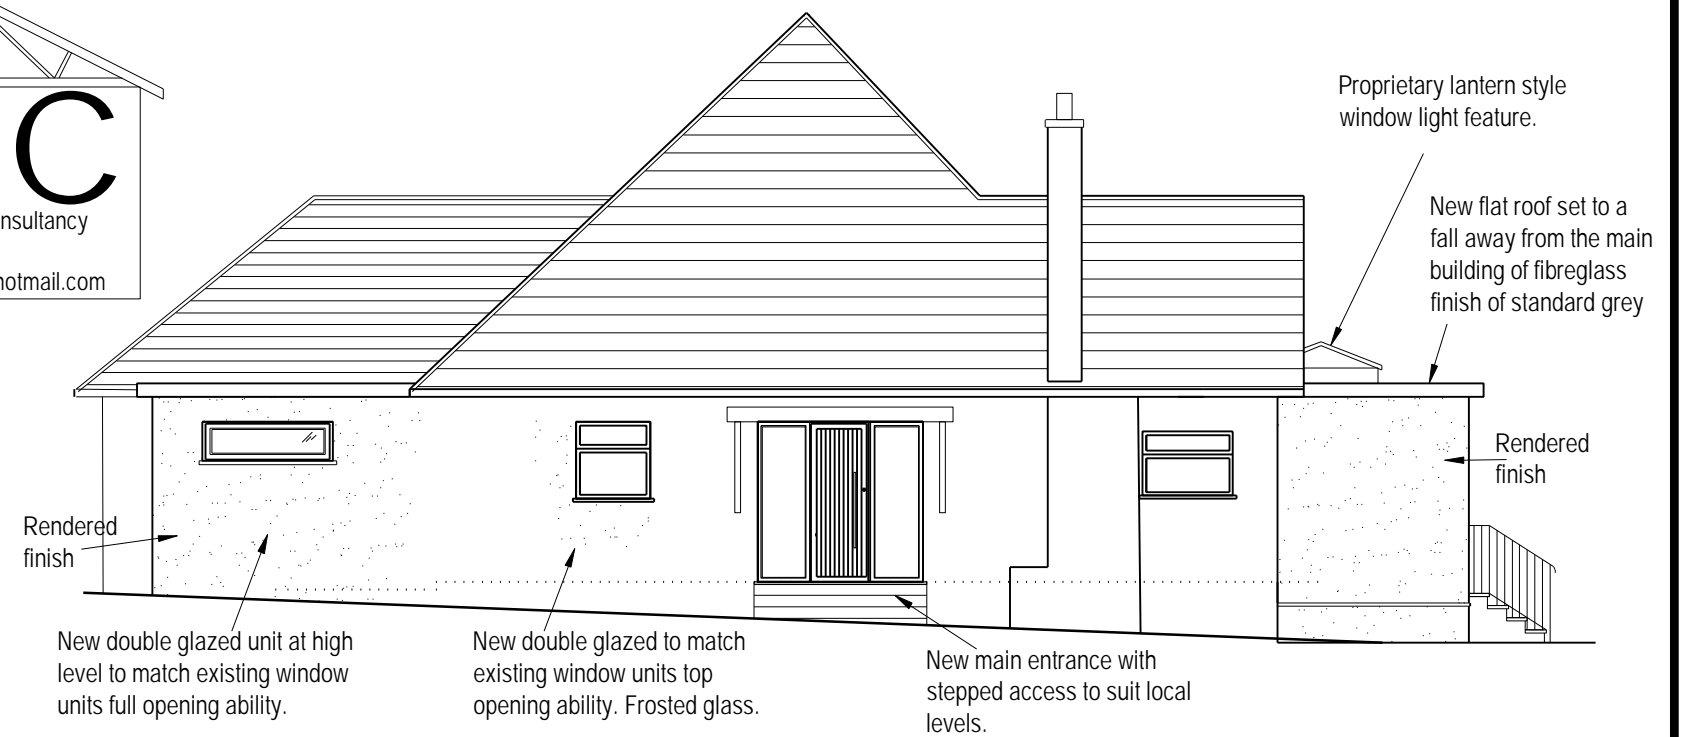 C
nsultancy
hotmail.com
Proprietary lantern style
window light feature.
New flat roof set to a
fall away from the main
building of fibreglass
finish of standard grey
Rendered
finish
Rendered
finish
New double glazed unit at high
level to match existing window
units full opening ability.
New double glazed to match
existing window units top
opening ability. Frosted glass.
New main entrance with
stepped access to suit local
levels.